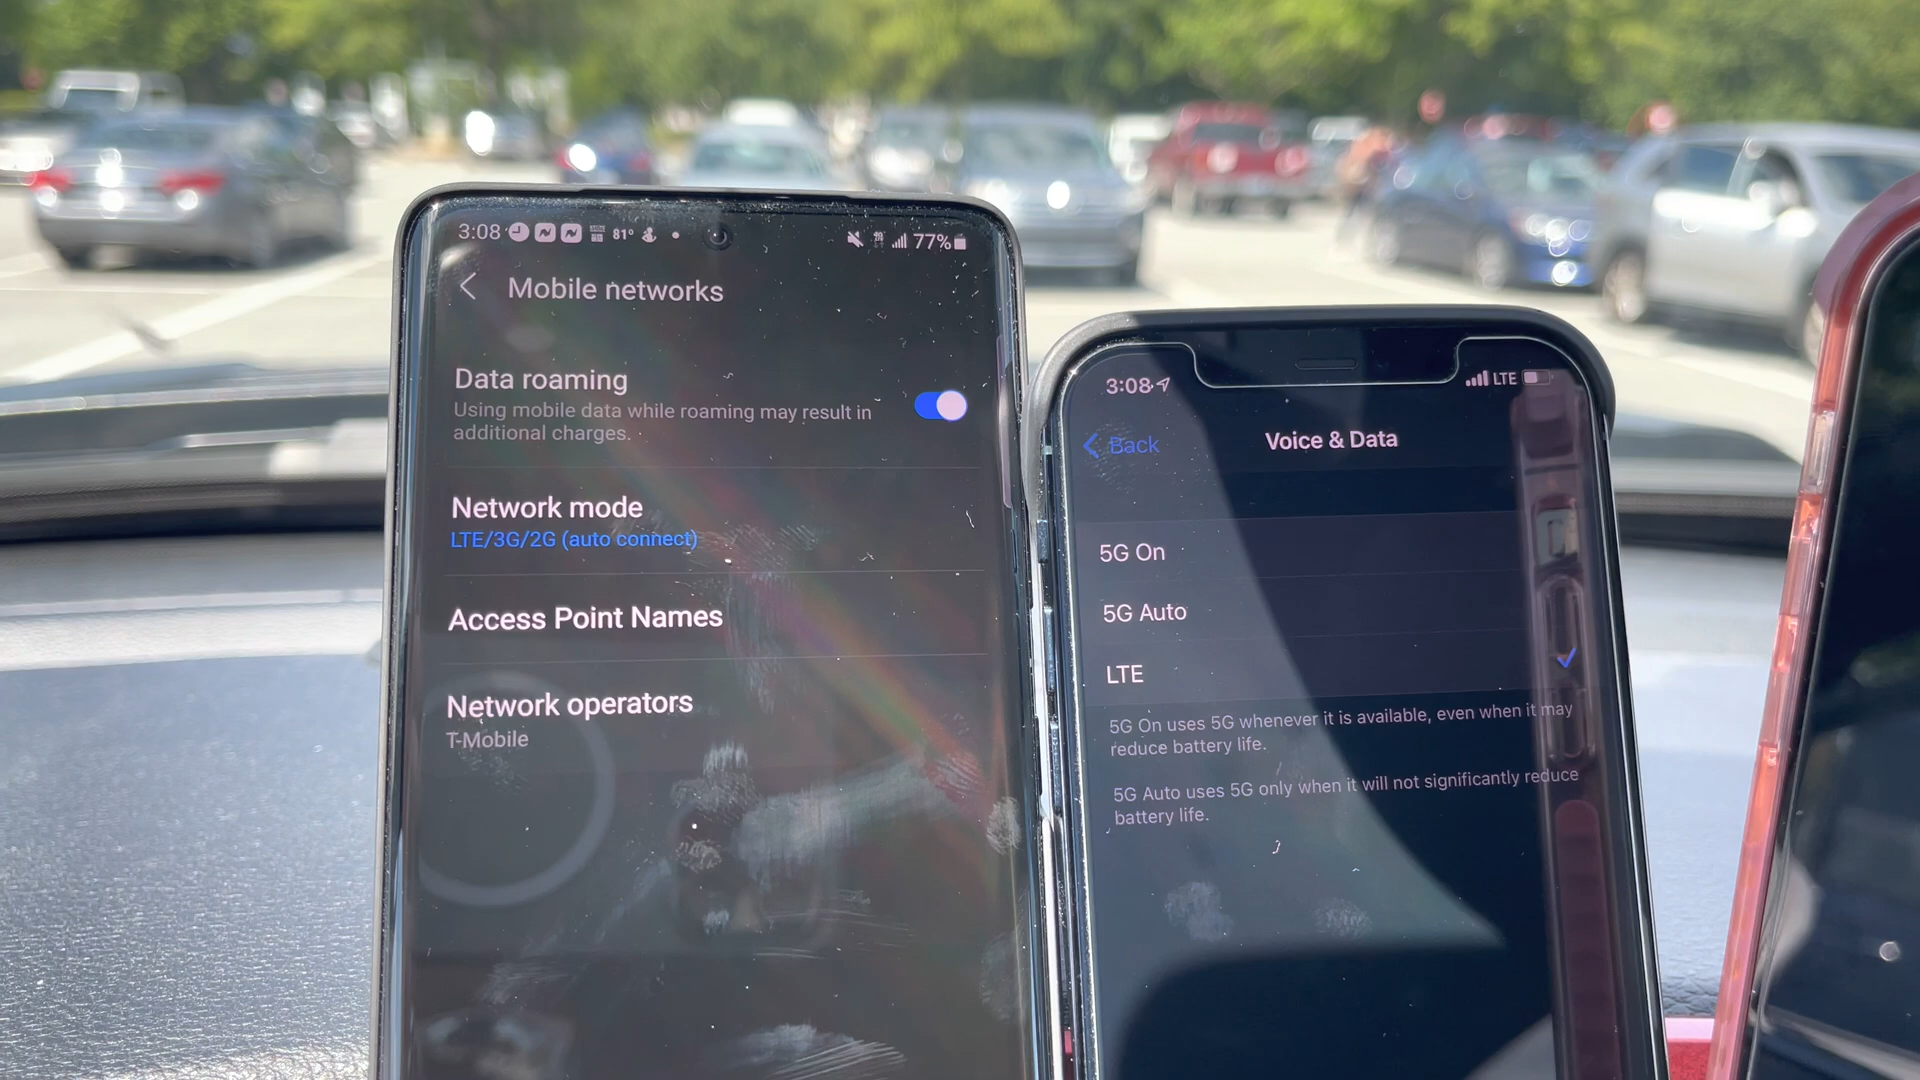 3:08
81°
77%
Mobile networks
Data roaming
Using mobile data while roaming may result in
additional charges.
Network mode
LTE/3G/2G (auto connect)
Access Point Names
Network operators
T-Mobile
3:08
LTE
Back
Voice & Data
5G On
5G Auto
LTE
5G On uses 5G whenever it is available, even when it may
reduce battery life.
5G Auto uses 5G only when it will not significantly reduce
battery life.